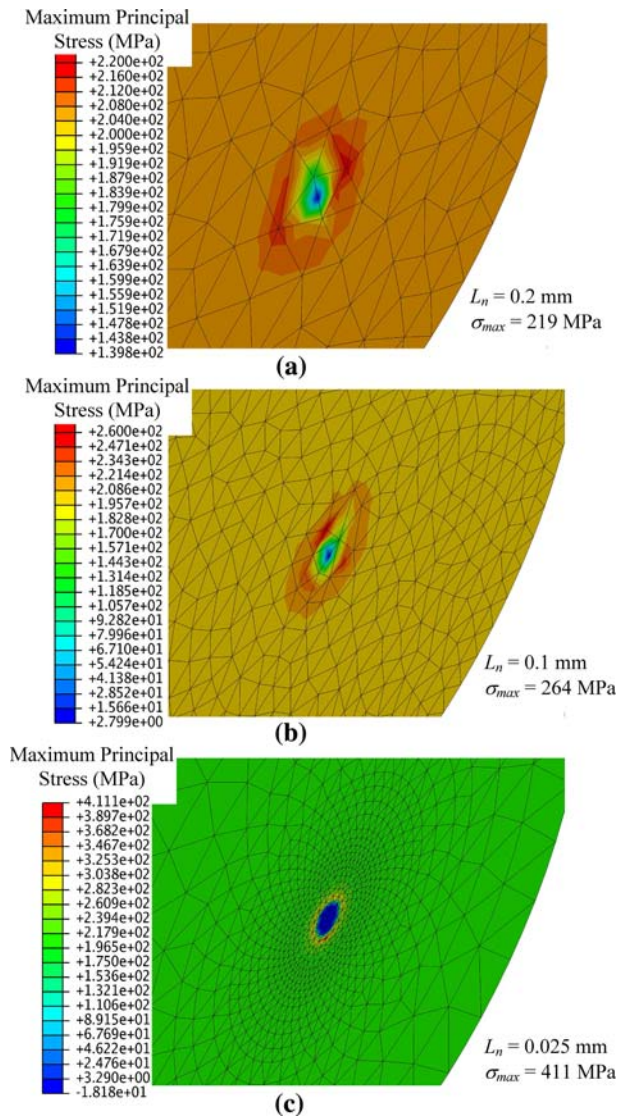 Maximum Principal
Stress (MPa)
+2.200e+02
+2.160e+02
+2.120e+02
+2.080e+02
+2.040e+02
+2.000e+02
+1.959e+02
+1.919e+02
+1.879e+02
+1.839e+02
+1.799e+02
+1.759e+02
+1.719e+02
+1.679e+02
+1.639e+02
+1.599e+02
+1.559e+02
+1.519e+02
+1.478e+02
+1.438e+02
+1.398e+02
Ln = 0.2 mm
σmax = 219 MPa
(a)
Maximum Principal
Stress (MPa)
+2.600e+02
+2.471e+02
+2.343e+02
+2.214e+02
+2.086e+02
+1.957e+02
+1.828e+02
+1.700e+02
+1.571e+02
+1.443e+02
+1.314e+02
+1.185e+02
+1.057e+02
+9.282e+01
+7.996e+01
+6.710e+01
+5.424e+01
+4.138e+01
+2.852e+01
+1.566e+01
+2.799e+00
Ln = 0.1 mm
σmax = 264 MPa
(b)
Maximum Principal
Stress (MPa)
+4.111e+02
+3.897e+02
+3.682e+02
+3.467e+02
+3.253e+02
+3.038e+02
+2.823e+02
+2.609e+02
+2.394e+02
+2.179e+02
+1.965e+02
+1.750e+02
+1.536e+02
+1.321e+02
+1.106e+02
+8.915e+01
+6.769e+01
+4.622e+01
+2.476e+01
+3.290e+00
-1.818e+01
Ln = 0.025 mm
σmax = 411 MPa
(c)